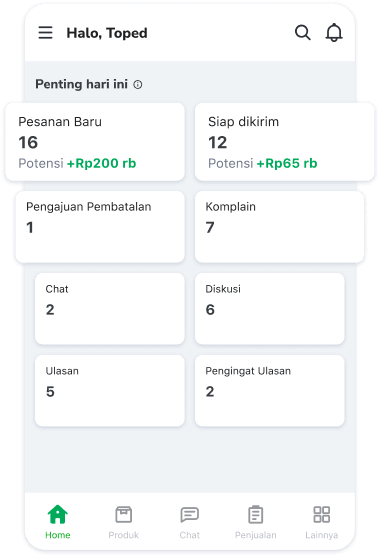 Halo, Toped
Penting hari ini
Pesanan Baru
16
Potensi +Rp200 rb
Siap dikirim
12
Potensi +Rp65 rb
Pengajuan Pembatalan
1
Komplain
7
Chat
2
Diskusi
6
Ulasan
5
Pengingat Ulasan
2
Home
Produk
Chat
Penjualan
Lainnya